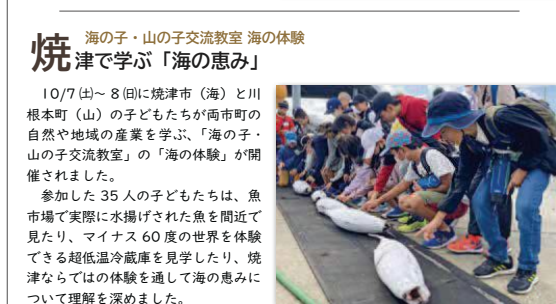 海の子・山の子交流教室 海の体験
焼津で学ぶ「海の恵み」
10/7㈯～8㈰に焼津市（海）と川
根本町（山）の子どもたちが両市町の
自然や地域の産業を学ぶ、「海の子・
山の子交流教室」の「海の体験」が開
催されました。
参加した35人の子どもたちは、魚
市場で実際に水揚げされた魚を間近で
見たり、マイナス60度の世界を体験
できる超低温冷蔵庫を見学したり、焼
津ならではの体験を通して海の恵みに
ついて理解を深めました。